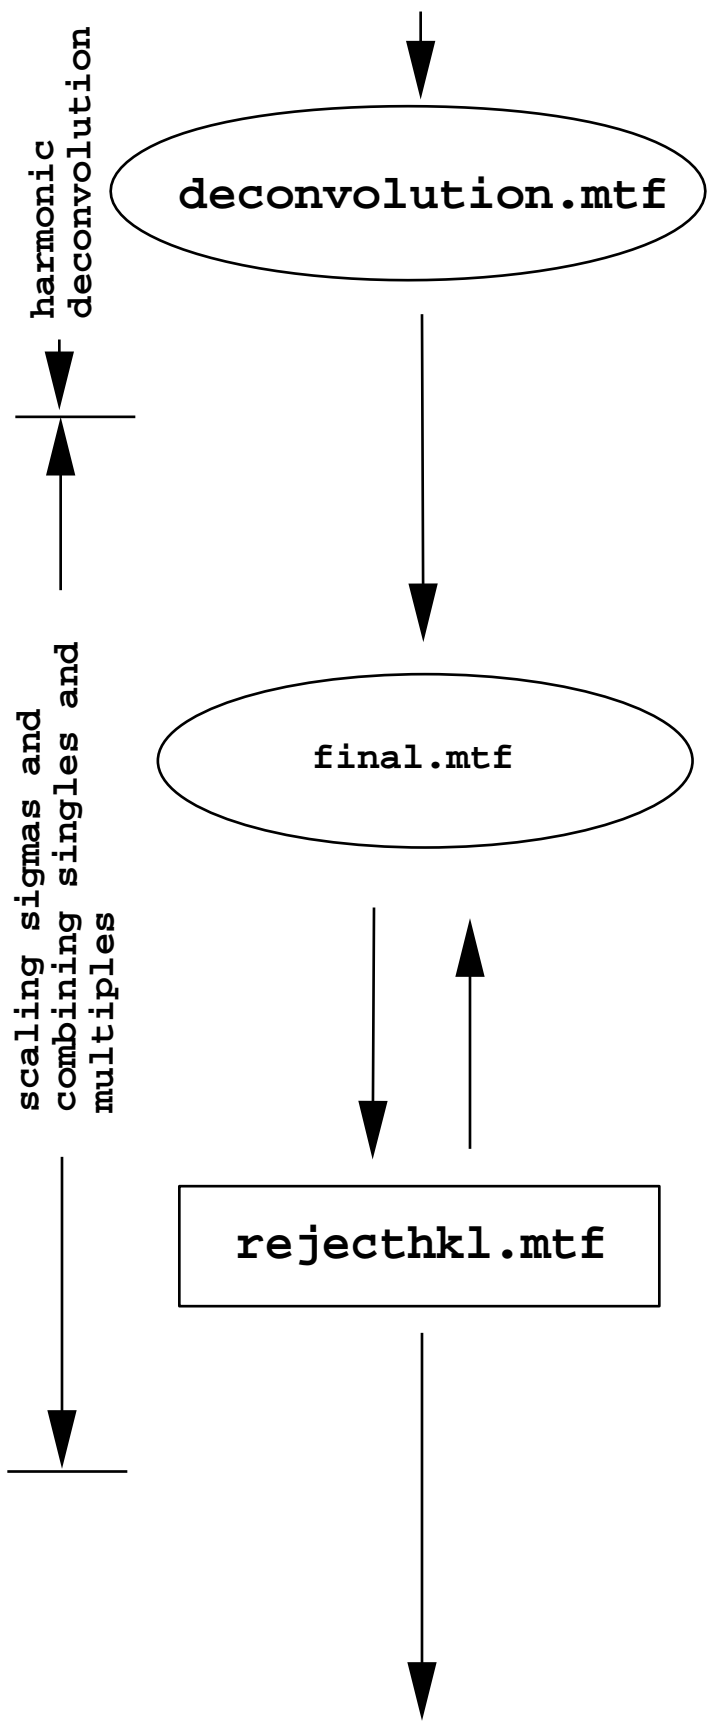 harmonic
deconvolution
deconvolution.mtf
scaling sigmas and
combining singles and
multiples
final.mtf
rejecthkl.mtf